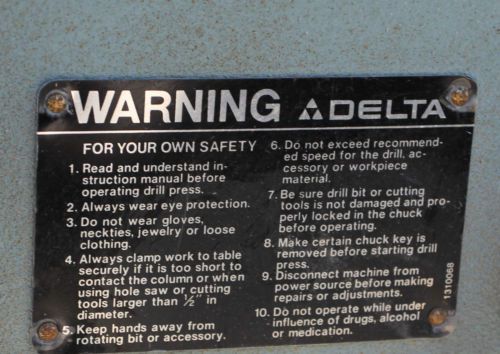 WARNING DELTA
FOR YOUR OWN SAFETY
1. Read and understand in-
struction manual before
operating drill press.
2. Always wear eye protection.
3. Do not wear gloves,
neckties, jewelry or loose
clothing.
4. Always clamp work to table
securely if it is too short to
contact the column or when
using hole saw or cutting
tools larger than ½" in
diameter.
5. Keep hands away from
rotating bit or accessory.
6. Do not exceed recommend-
ed speed for the drill, ac-
cessory or workpiece
material.
7. Be sure drill bit or cutting
tools is not damaged and pro-
perly locked in the chuck
before operating.
8. Make certain chuck key is
removed before starting drill
press.
9. Disconnect machine from
power source before making
repairs or adjustments.
10. Do not operate while under
influence of drugs, alcohol
or medication.
1310068